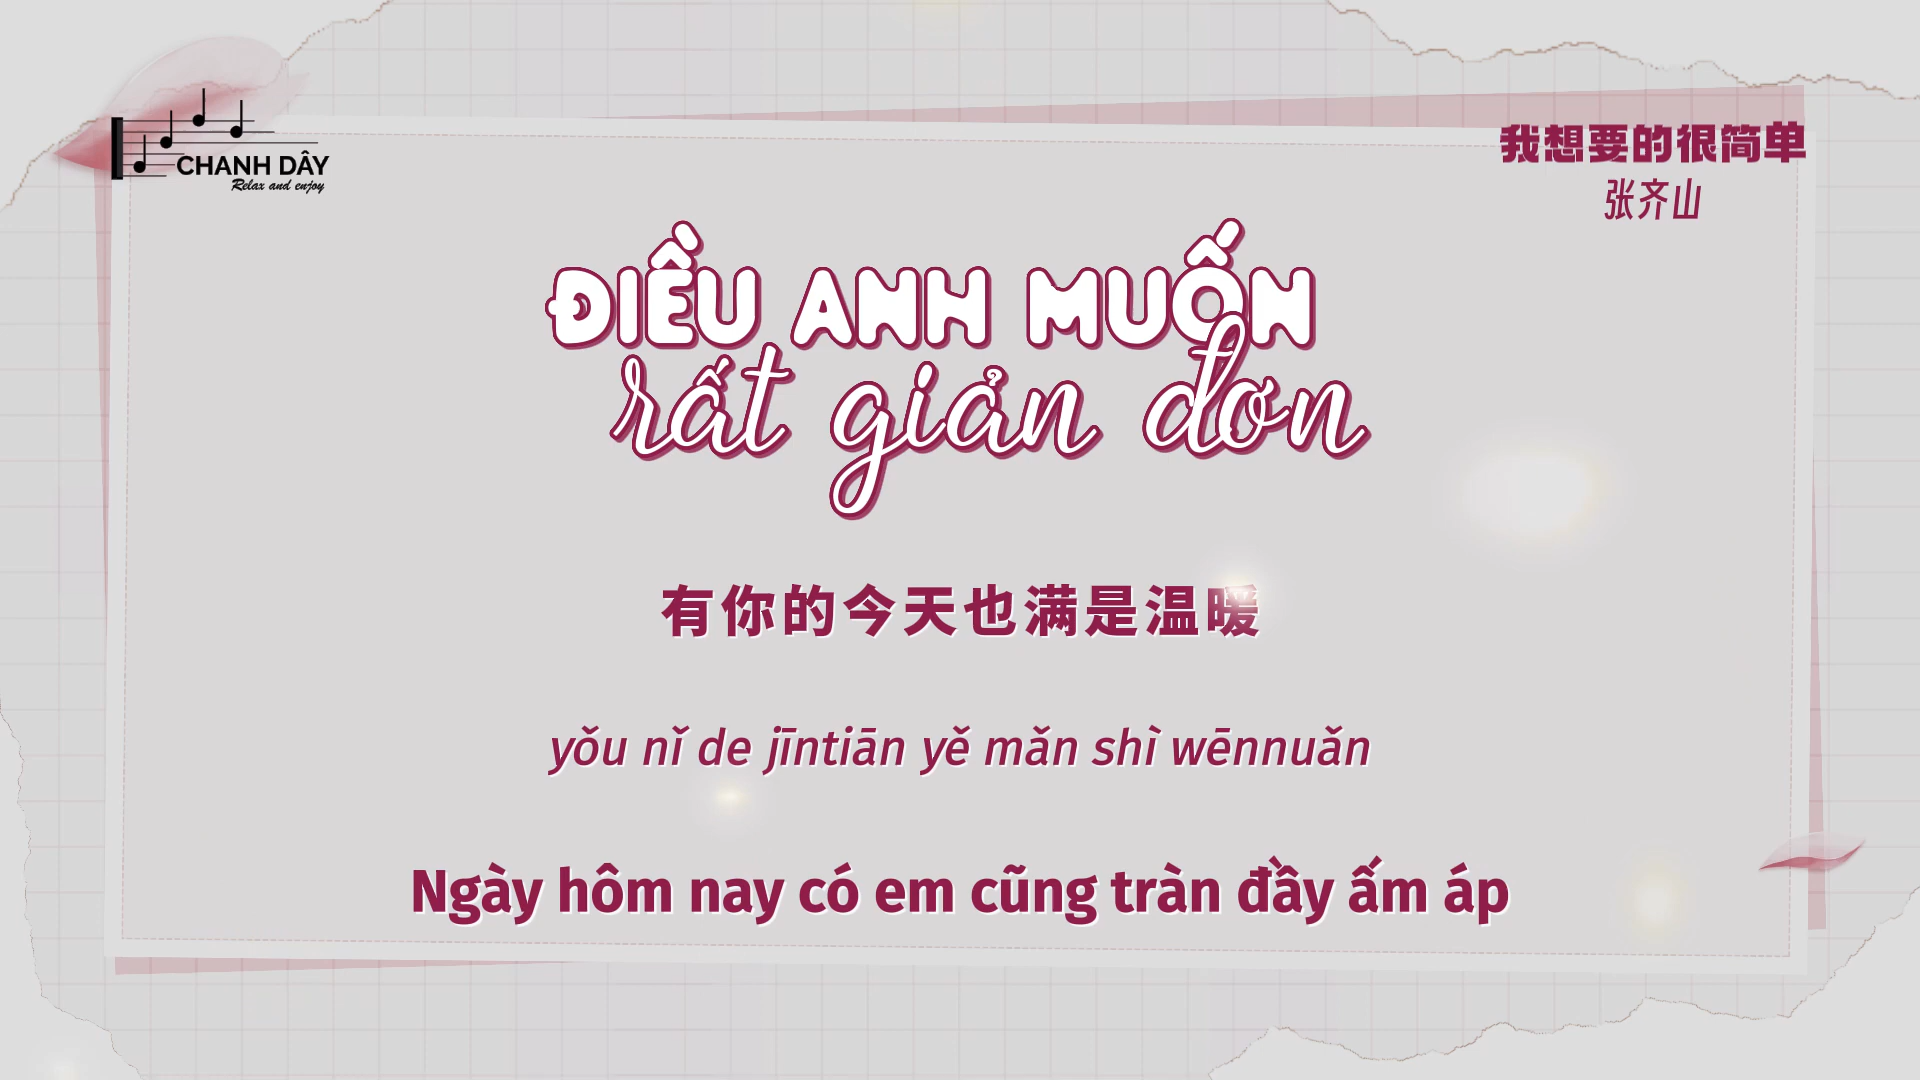 CHANH DÂY
Relax and enjoy
我想要的很简单
张齐山
ĐIỀU ANH MUỐN
rất giản đơn
有你的今天也满是温暖
yǒu nǐ de jīntiān yě mǎn shì wēnnuǎn
Ngày hôm nay có em cũng tràn đầy ấm áp